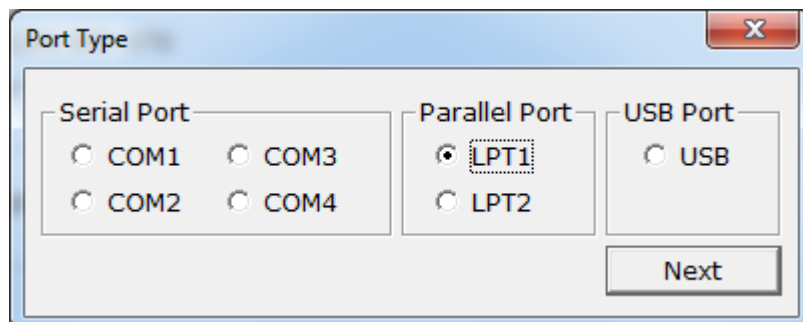 Port Type
Serial Port Parallel Port USB Port
COM1 COM3 LPT1 USB
COM2 COM4 LPT2
Next